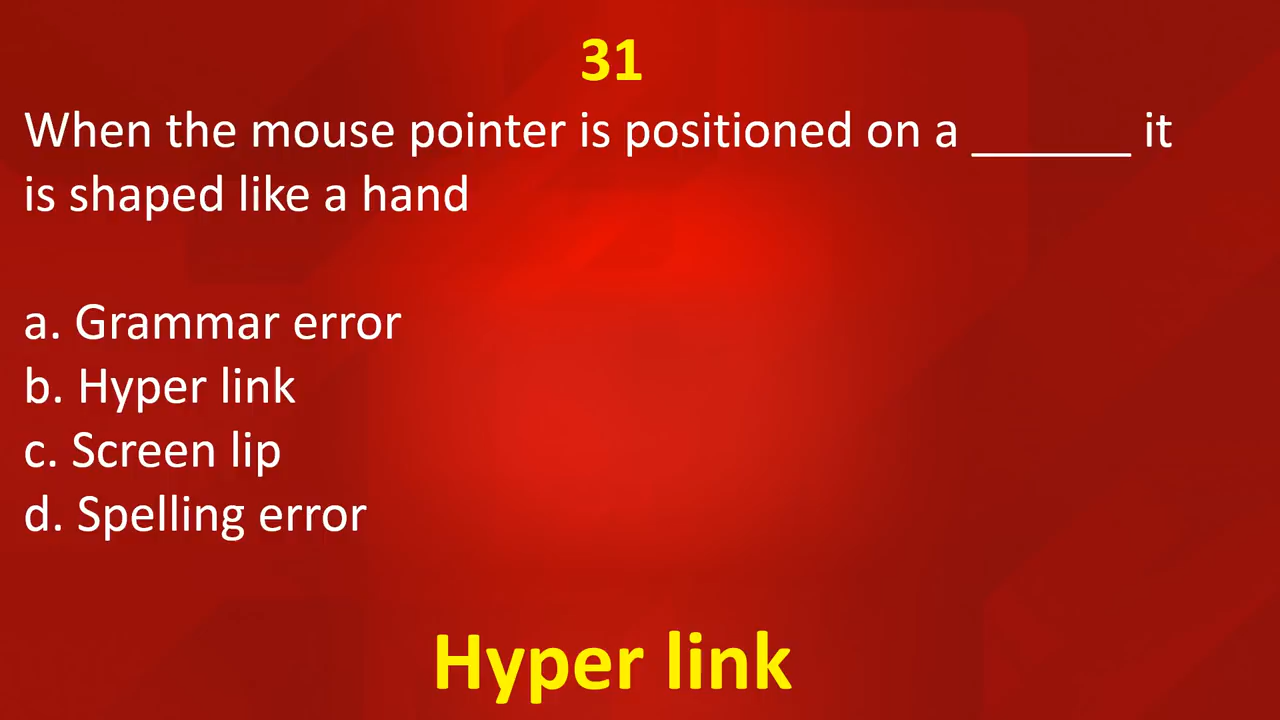 31
When the mouse pointer is positioned on a ______ it
is shaped like a hand
a. Grammar error
b. Hyper link
c. Screen lip
d. Spelling error
Hyper link